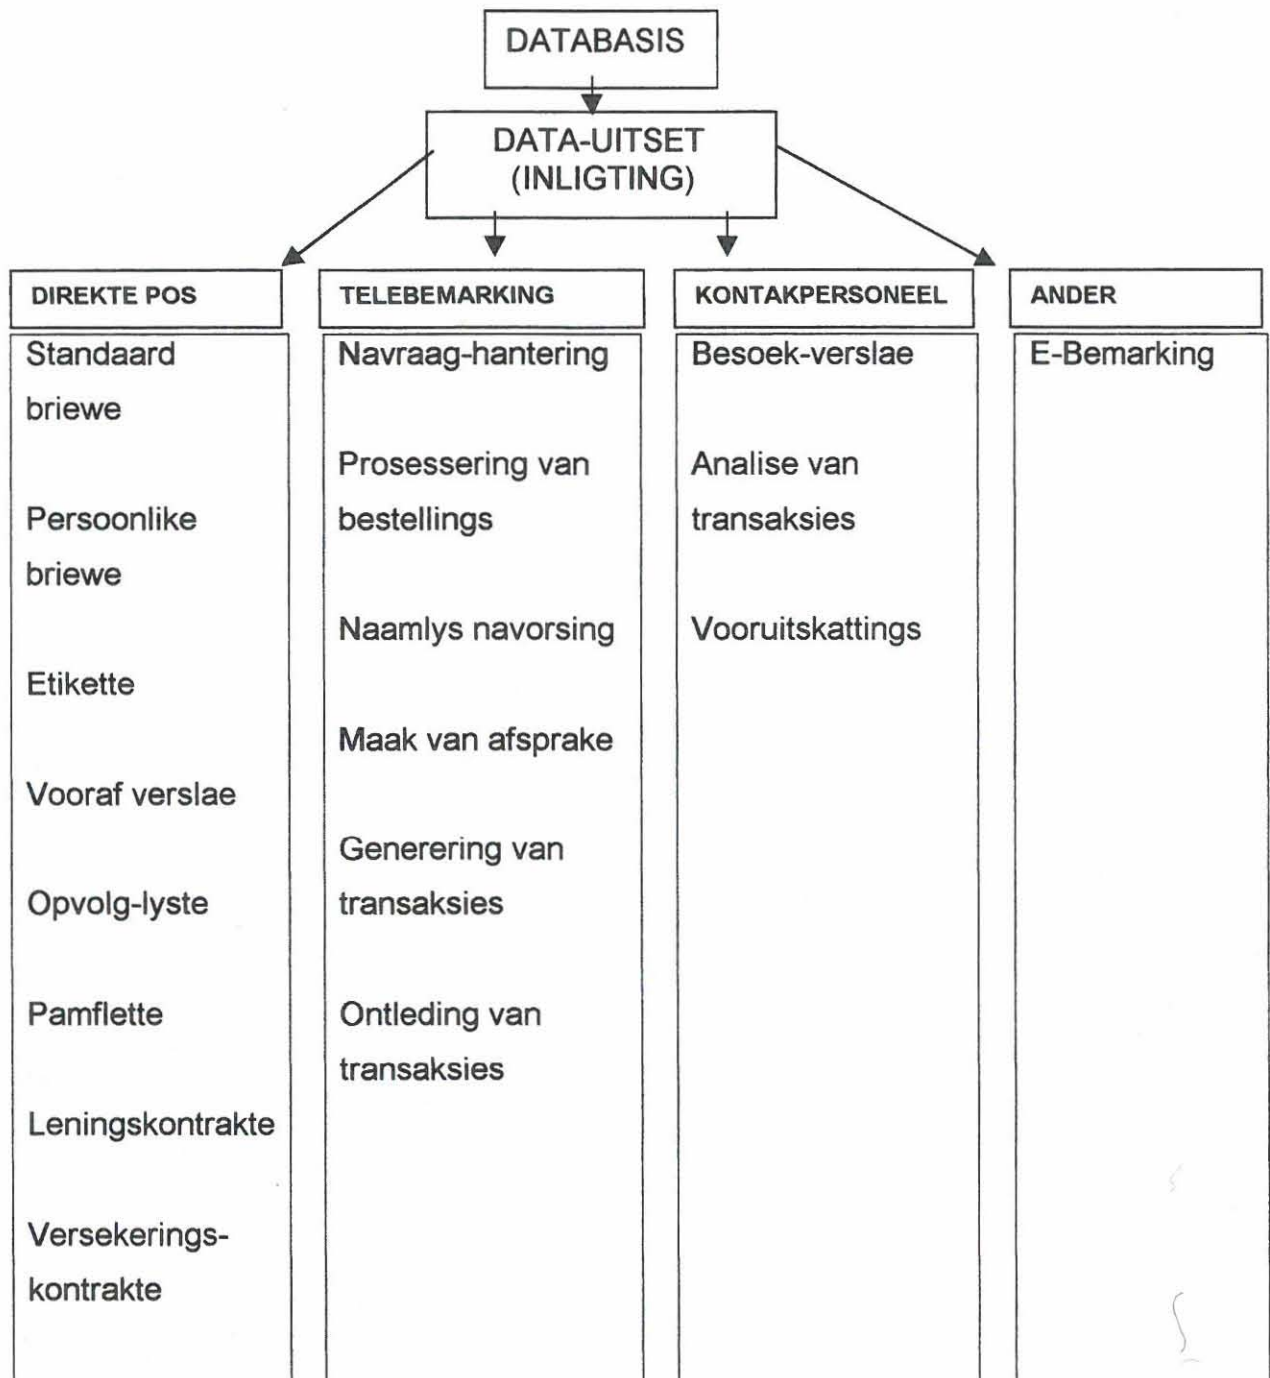 DATABASIS
DATA-UITSET
(INLIGTING)
DIREKTE POS
Standaard
briewe
Persoonlike
briewe
Etikette
Vooraf verslae
Opvolg-lyste
Pamflette
Leningskontrakte
Versekerings-
kontrakte
TELEBEMARKING
Navraag-hantering
Prosessering van
bestellings
Naamlys navorsing
Maak van afsprake
Generering van
transaksies
Ontleding van
transaksies
KONTAKPERSONEEL
Besoek-verslae
Analise van
transaksies
Vooruitskattings
ANDER
E-Bemarking